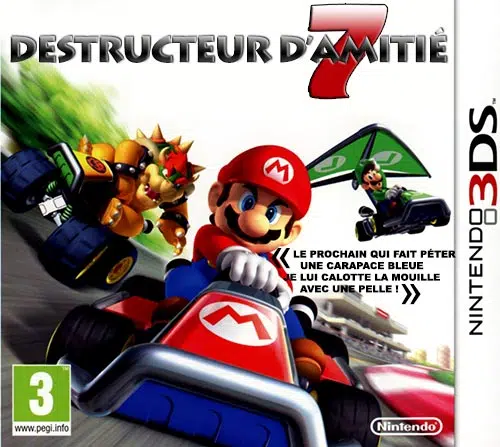 DESTRUCTEUR D'AMITIÉ
7
M
« LE PROCHAIN QUI FAIT PÉTER
UNE CARAPACE BLEUE
JE LUI CALOTTE LA MOUILLE
AVEC UNE PELLE ! »
M
3
www.pegi.info
Nintendo
NINTENDO 3DS
TM